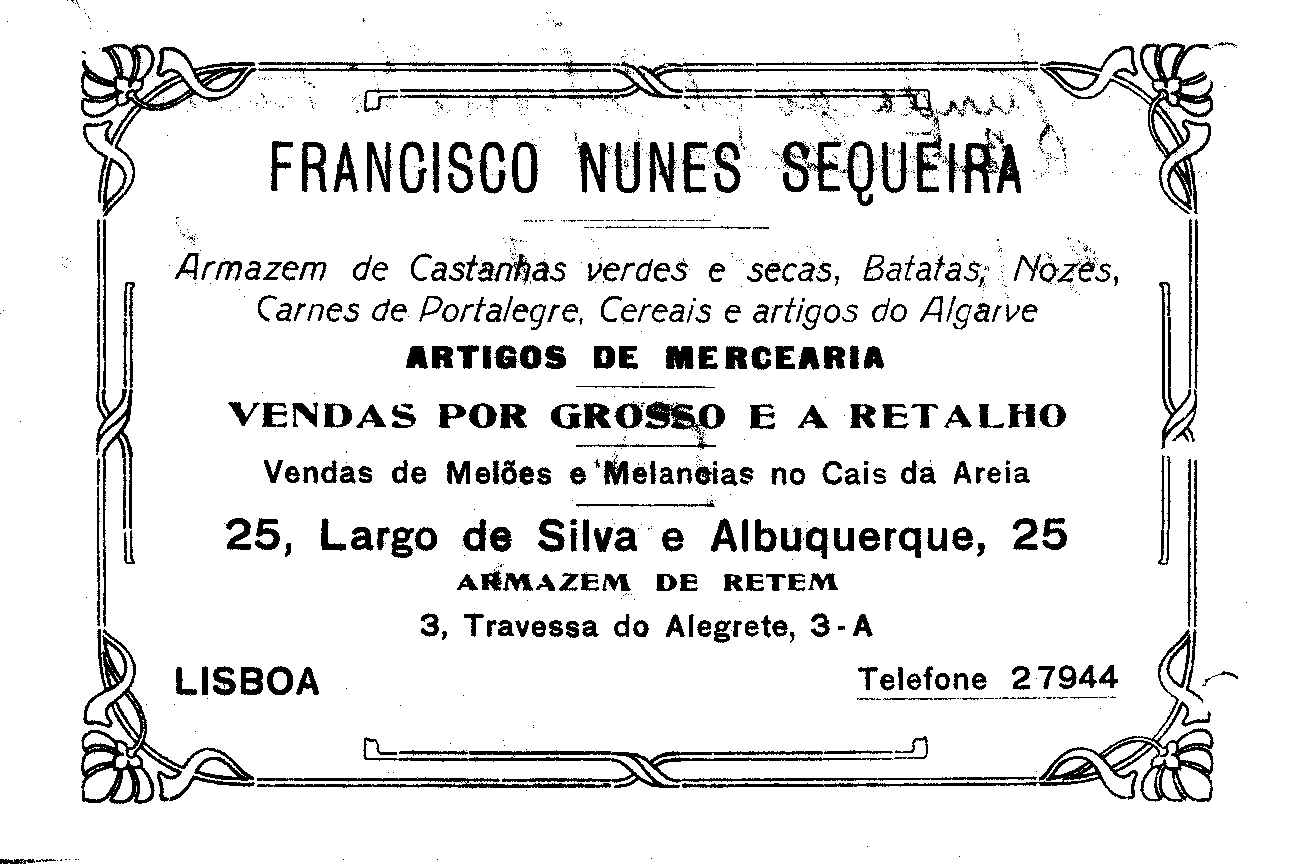 FRANCISCO NUNES SEQUEIRA
Armazem de Castanhas verdes e secas, Batatas, Nozes,
Carnes de Portalegre, Cereais e artigos do Algarve
ARTIGOS DE MERCEARIA
VENDAS POR GROSSO E A RETALHO
Vendas de Melões e Melancias no Cais da Areia
25, Largo de Silva e Albuquerque, 25
ARMAZEM DE RETEM
3, Travessa do Alegrete, 3-A
LISBOA
Telefone 27944